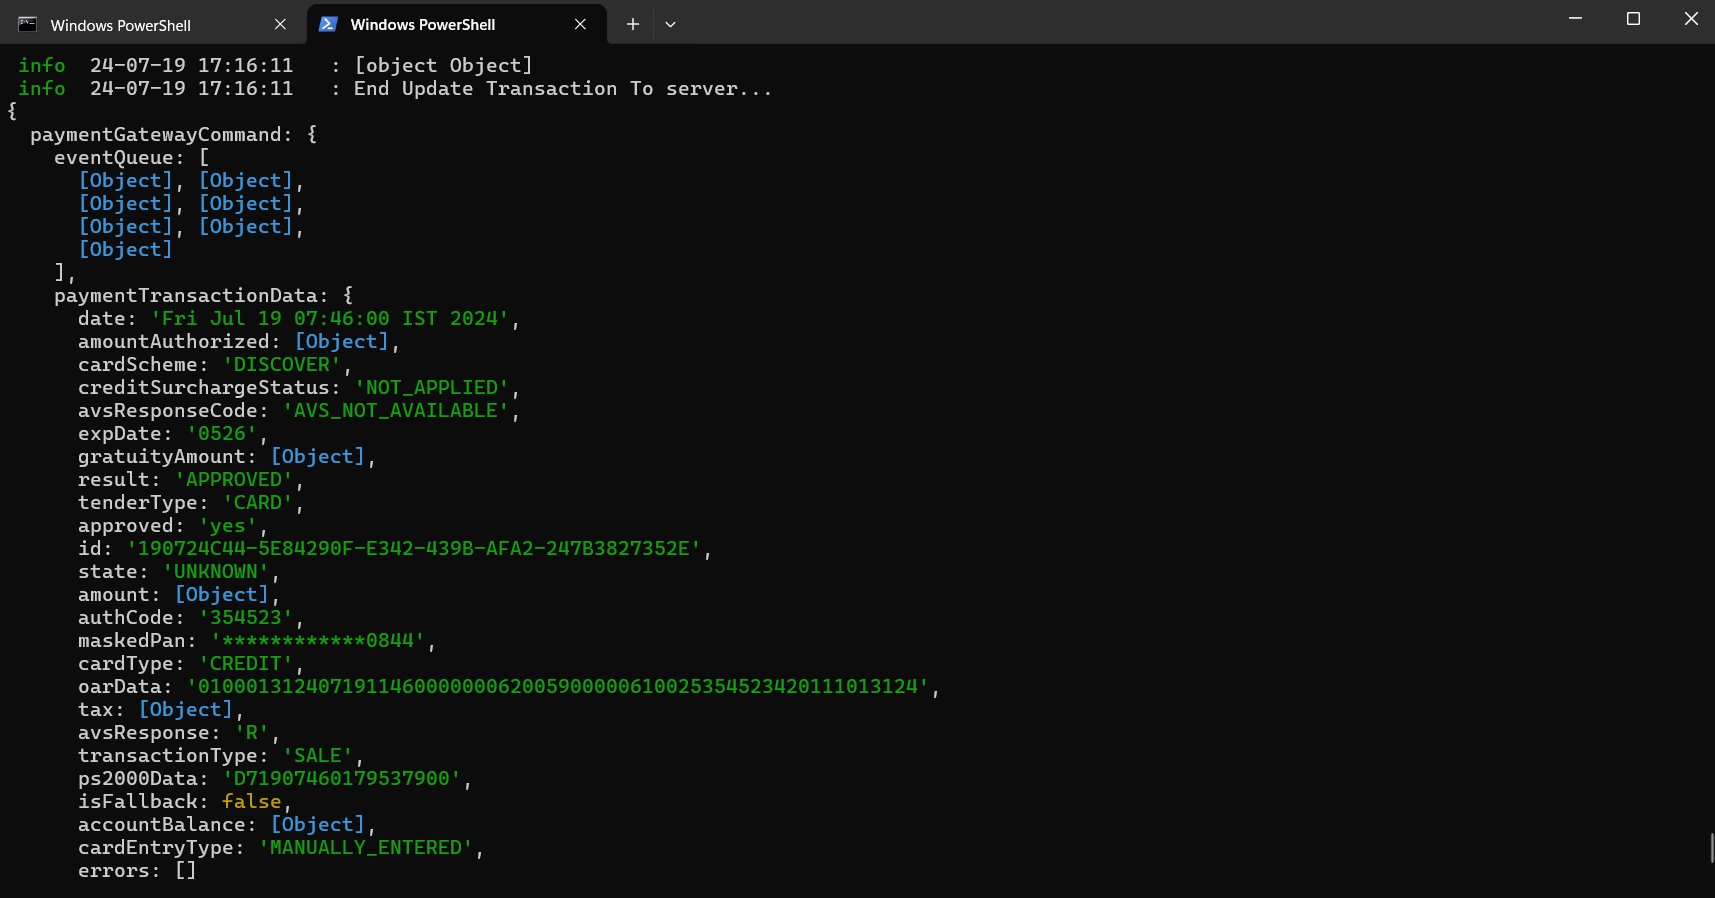 Windows PowerShell
Windows PowerShell
info  24-07-19 17:16:11   : [object Object]
info  24-07-19 17:16:11   : End Update Transaction To server...
{
  paymentGatewayCommand: {
    eventQueue: [
      [Object], [Object],
      [Object], [Object],
      [Object], [Object],
      [Object]
    ],
    paymentTransactionData: {
      date: 'Fri Jul 19 07:46:00 IST 2024',
      amountAuthorized: [Object],
      cardScheme: 'DISCOVER',
      creditSurchargeStatus: 'NOT_APPLIED',
      avsResponseCode: 'AVS_NOT_AVAILABLE',
      expDate: '0526',
      gratuityAmount: [Object],
      result: 'APPROVED',
      tenderType: 'CARD',
      approved: 'yes',
      id: '190724C44-5E84290F-E342-439B-AFA2-247B3827352E',
      state: 'UNKNOWN',
      amount: [Object],
      authCode: '354523',
      maskedPan: '************0844',
      cardType: 'CREDIT',
      oarData: '010001312407191146000000062005900000610025354523420111013124',
      tax: [Object],
      avsResponse: 'R',
      transactionType: 'SALE',
      ps2000Data: 'D71907460179537900',
      isFallback: false,
      accountBalance: [Object],
      cardEntryType: 'MANUALLY_ENTERED',
      errors: []